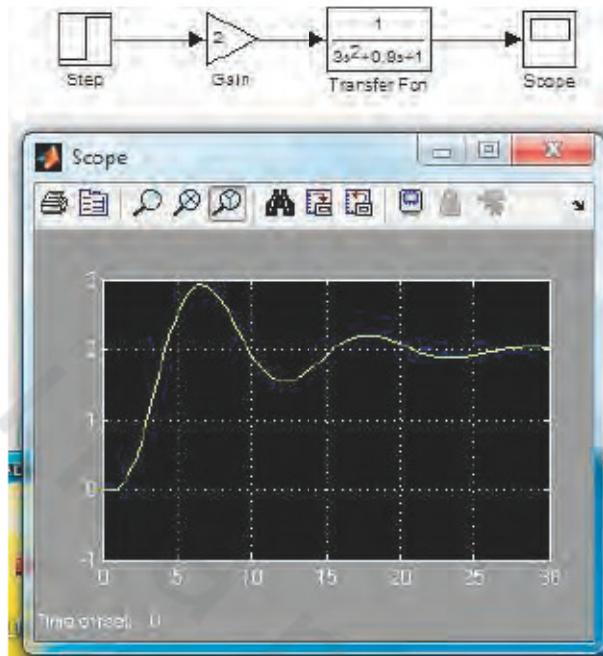 1
2
3s²+0.9s+1
Step
Gain
Transfer Fcn
Scope
Scope
3
2
1
0
-1
0 5 10 15 20 25 30
Time offset: 0